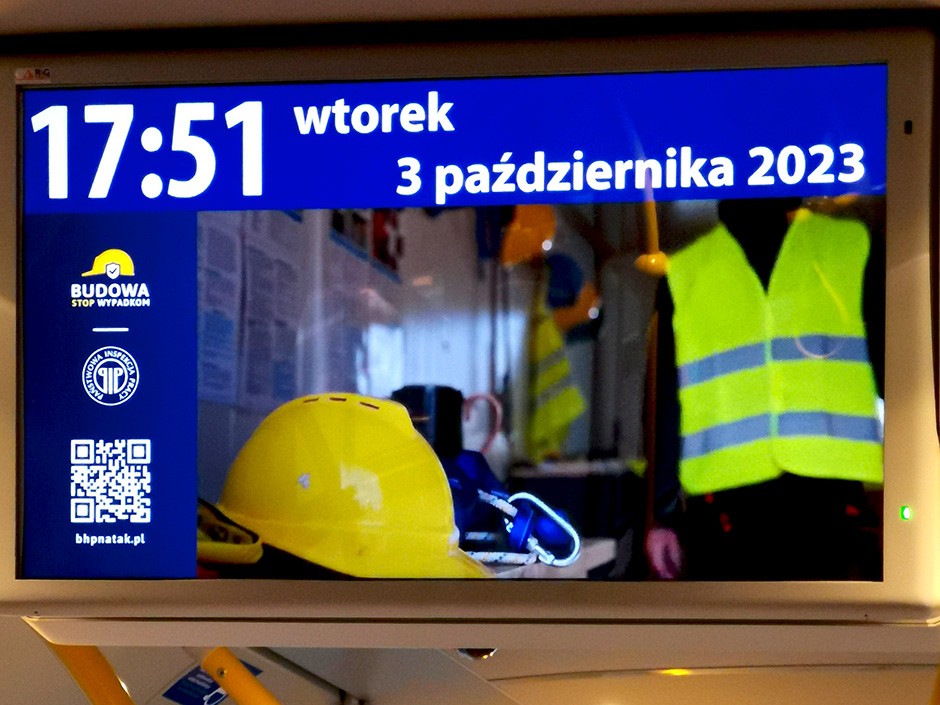 17:51
wtorek
3 października 2023
BUDOWA
STOP WYPADKOM
PAŃSTWOWA INSPEKCJA PRACY
PIP
bhpnatak.pl